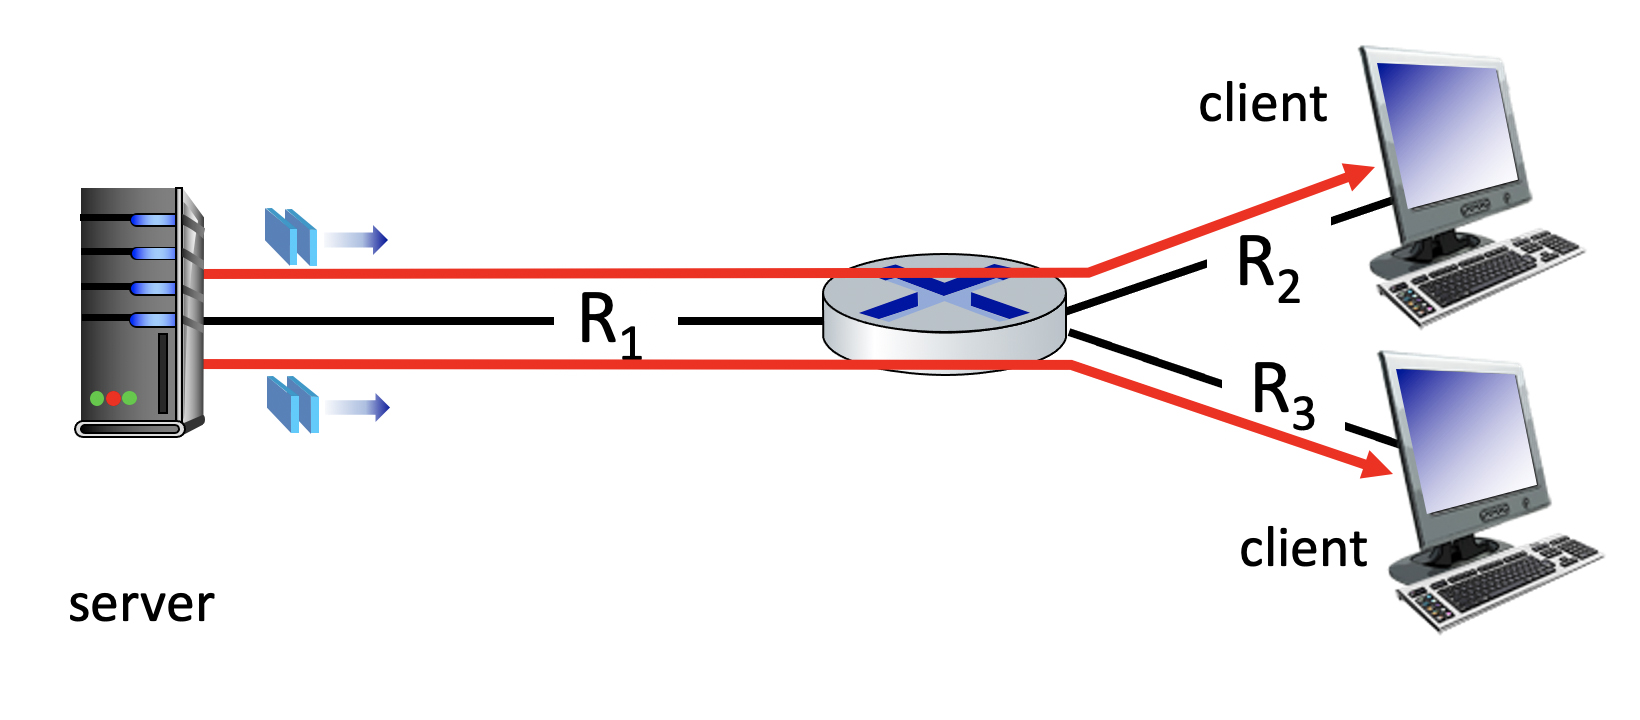 client
R₂
R₁
R₃
client
server